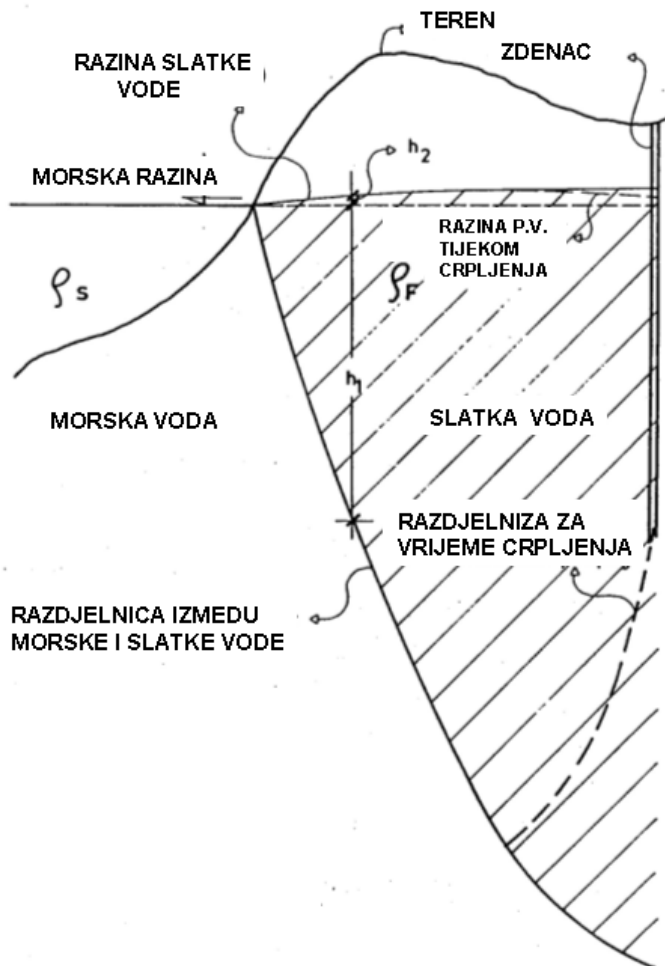 TEREN
ZDENAC
RAZINA SLATKE
VODE
h2
MORSKA RAZINA
RAZINA P.V.
TIJEKOM
CRPLJENJA
ρs
ρF
h1
MORSKA VODA
SLATKA VODA
RAZDJELNIZA ZA
VRIJEME CRPLJENJA
RAZDJELNICA IZMEDU
MORSKE I SLATKE VODE